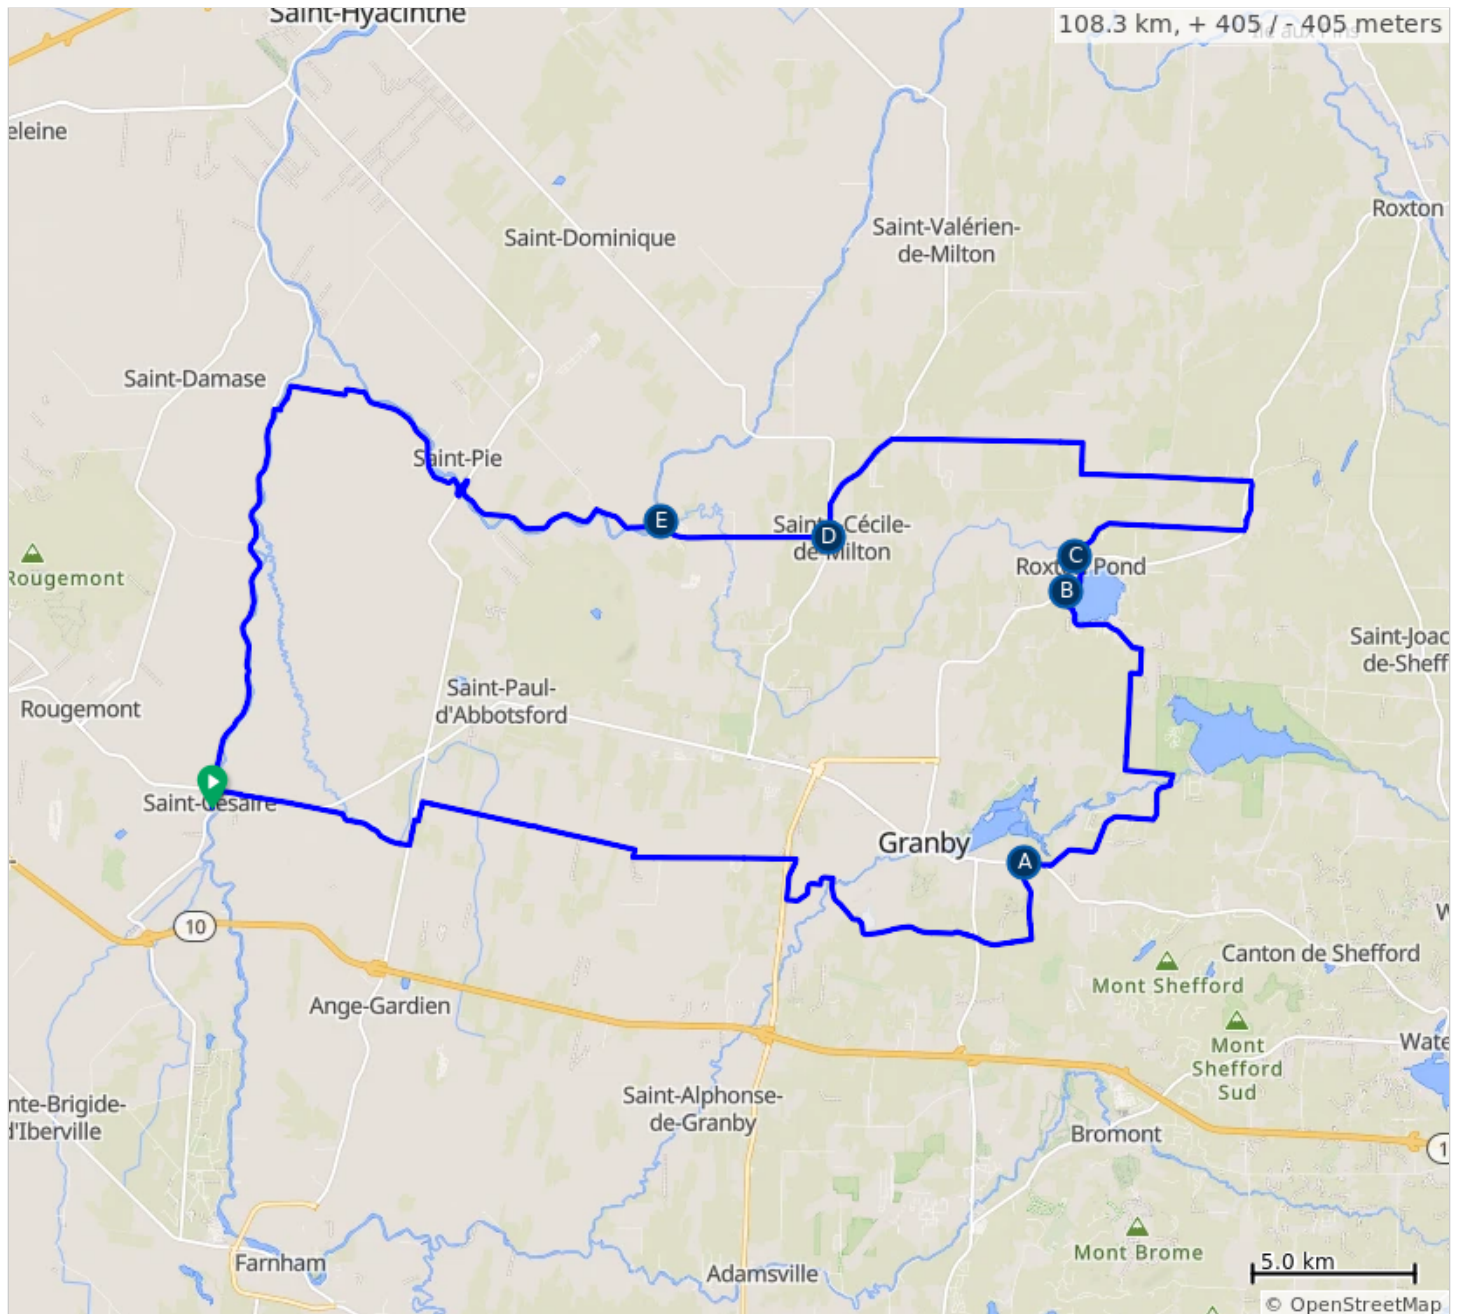 Saint-Hyacinthe
108.3 km, + 405 / - 405 meters
eleine
Roxton
Saint-Dominique
Saint-Valérien-
de-Milton
Saint-Damase
Saint-Pie
E
D
Cécile-
de Milton
C
B
Pond
Rougemont
Saint-Joac
de-Sheff
Saint-Paul-
d'Abbotsford
Rougemont
Saint-Césaire
Granby
A
10
Canton de Shefford
Mont Shefford
Ange-Gardien
Mont
Shefford
Sud
Wate
Saint-Alphonse-
de-Granby
nte-Brigide-
d'Iberville
Bromont
1
Farnham
Mont Brome
Adamsville
5.0 km
© OpenStreetMap